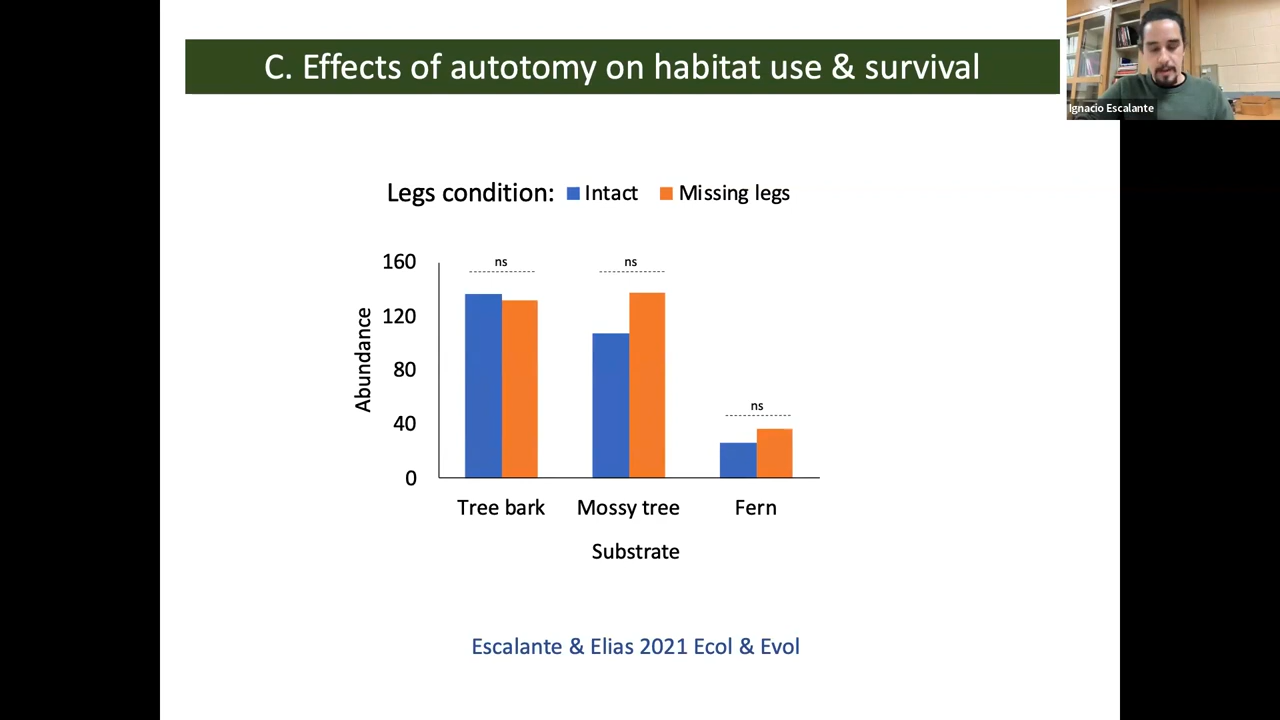 C. Effects of autotomy on habitat use & survival
Ignacio Escalante
Legs condition: Intact Missing legs
160
120
80
40
0
Abundance
ns
ns
ns
Tree bark
Mossy tree
Fern
Substrate
Escalante & Elias 2021 Ecol & Evol